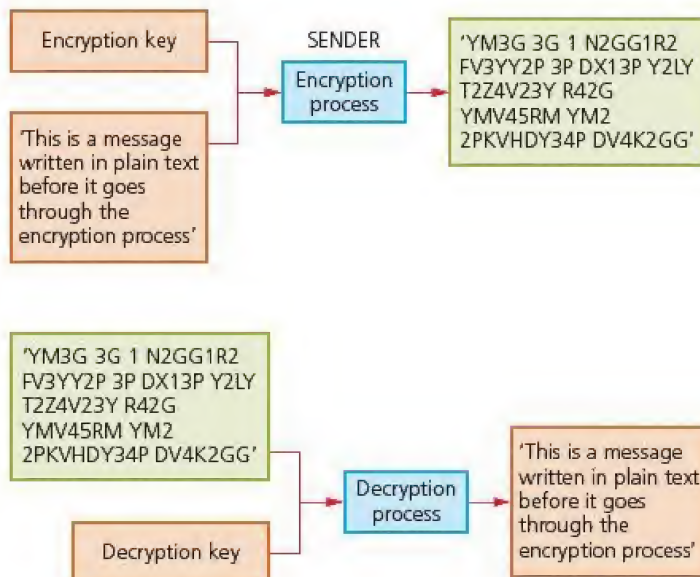 Encryption key
SENDER
Encryption
process
'This is a message
written in plain text
before it goes
through the
encryption process'
'YM3G 3G 1 N2GG1R2
FV3YY2P 3P DX13P Y2LY
T2Z4V23Y R42G
YMV45RM YM2
2PKVHDY34P DV4K2GG'
'YM3G 3G 1 N2GG1R2
FV3YY2P 3P DX13P Y2LY
T2Z4V23Y R42G
YMV45RM YM2
2PKVHDY34P DV4K2GG'
Decryption key
Decryption
process
'This is a message
written in plain text
before it goes
through the
encryption process'